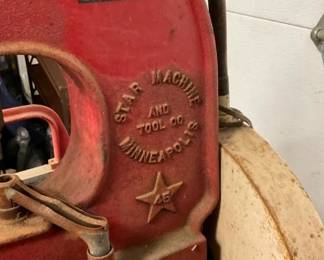 STAR MACHINE
AND
TOOL CO.
MINNEAPOLIS
45